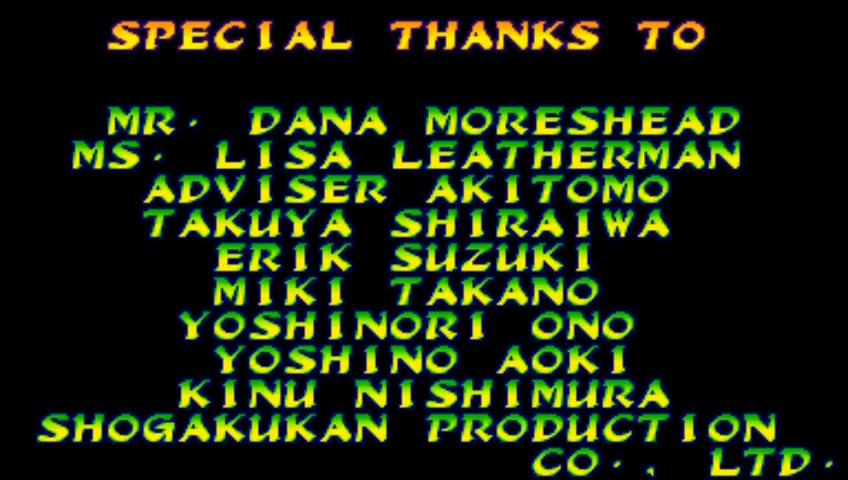 SPECIAL THANKS TO
MR. DANA MORESHEAD
MS. LISA LEATHERMAN
ADVISER AKITOMO
TAKUYA SHIRAIWA
ERIK SUZUKI
MIKI TAKANO
YOSHINORI ONO
YOSHINO AOKI
KINU NISHIMURA
SHOGAKUKAN PRODUCTION
CO., LTD.